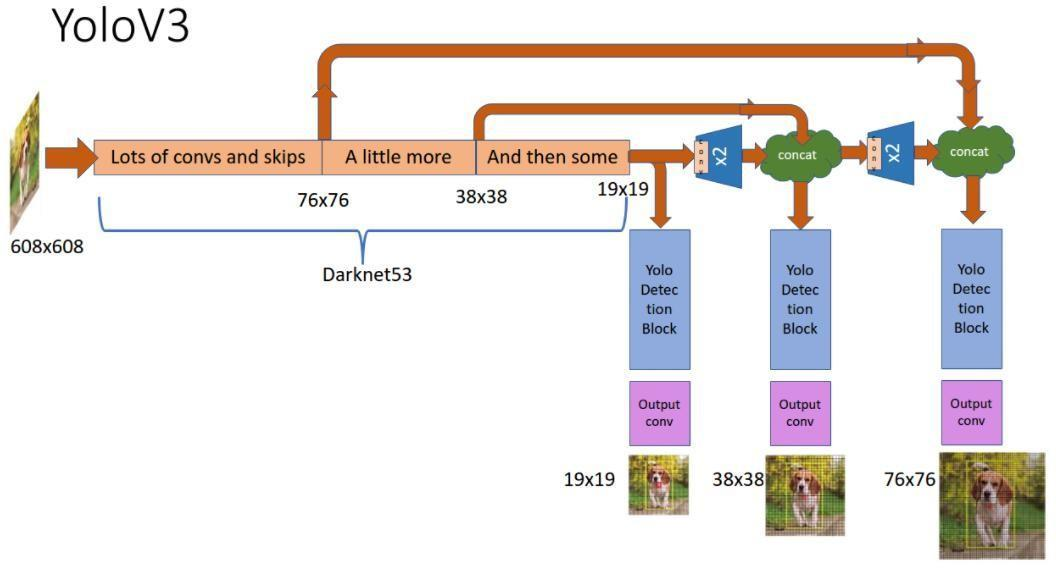 YoloV3
Lots of convs and skips
A little more
And then some
conv
x2
concat
conv
x2
concat
76x76
38x38
19x19
608x608
Darknet53
Yolo
Detec
tion
Block
Yolo
Detec
tion
Block
Yolo
Detec
tion
Block
Output
conv
Output
conv
Output
conv
19x19
38x38
76x76